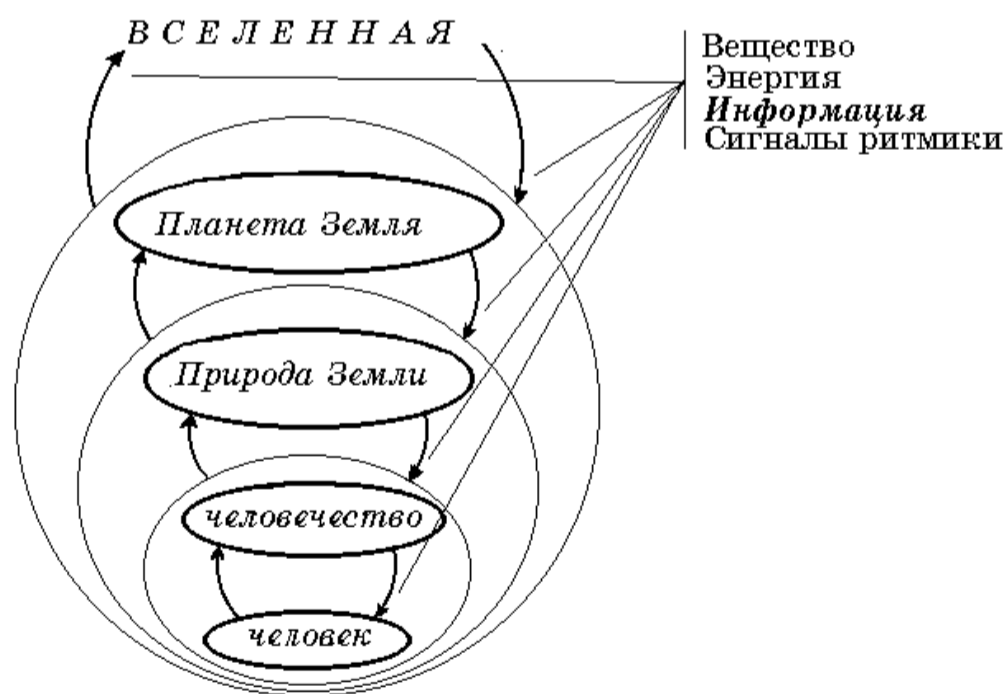 ВСЕЛЕННАЯ
Вещество
Энергия
Информация
Сигналы ритмики
Планета Земля
Природа Земли
человечество
человек